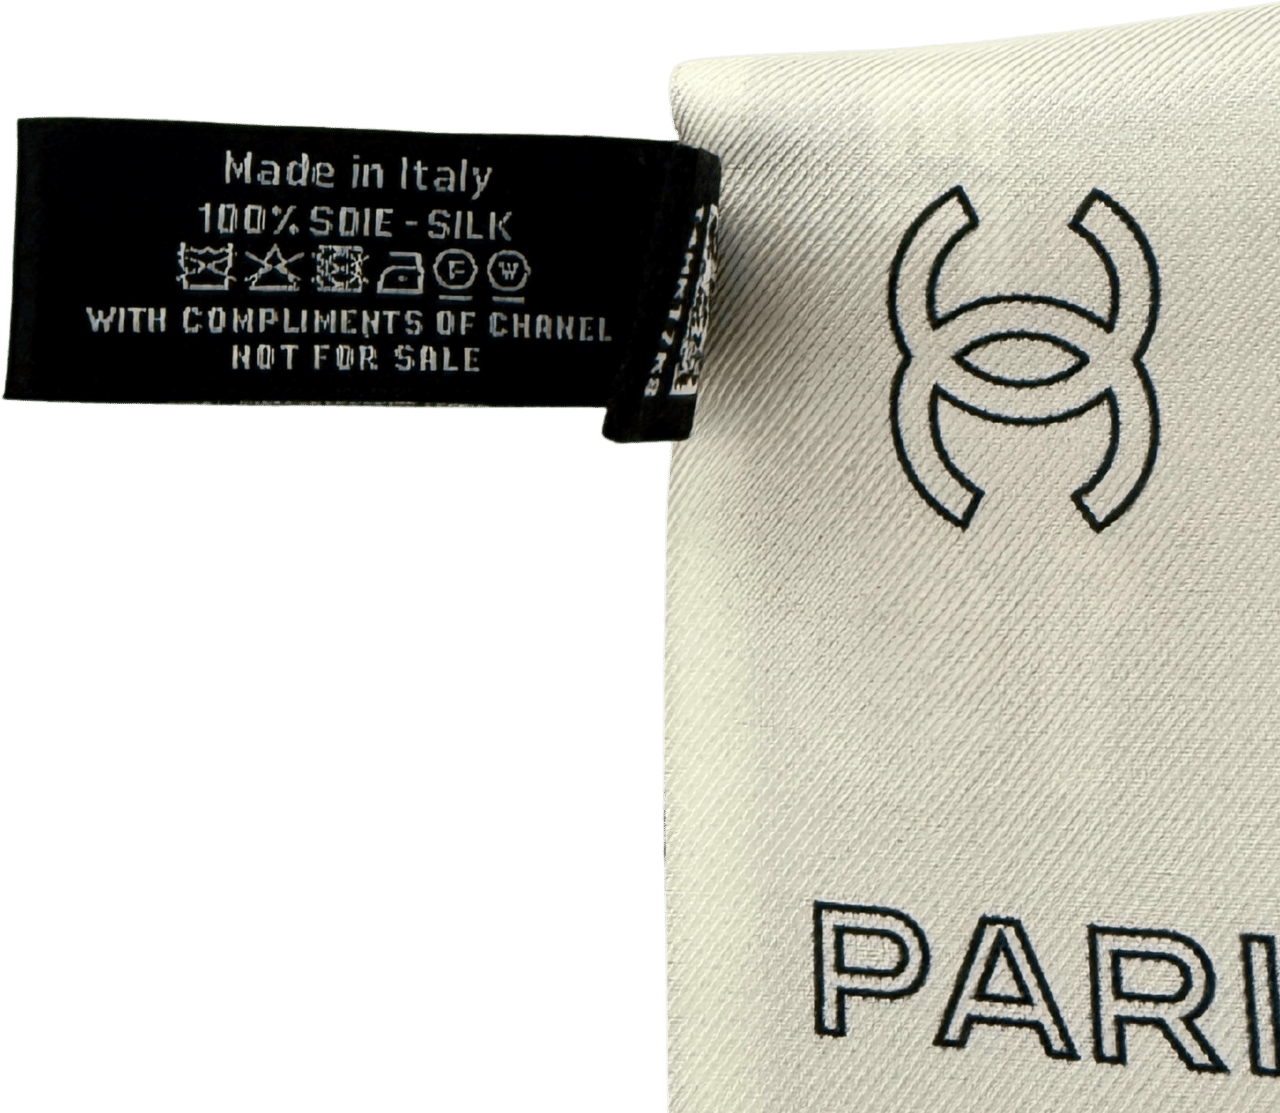 Made in Italy
100% SOIE - SILK
F W
WITH COMPLIMENTS OF CHANEL
NOT FOR SALE
PARI